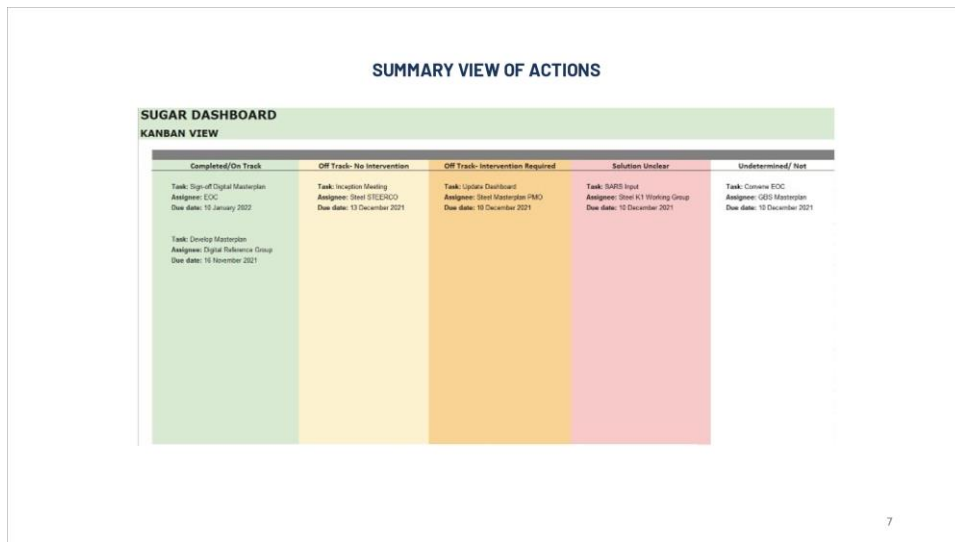 SUMMARY VIEW OF ACTIONS
SUGAR DASHBOARD
KANBAN VIEW
Completed/On Track
Task: Sign-off Digital Masterplan
Assignee: EOC
Due date: 10 January 2022
Task: Develop Masterplan
Assignee: Digital Reference Group
Due date: 16 November 2021
Off Track- No Intervention
Task: Inception Meeting
Assignee: Steel STEERCO
Due date: 13 December 2021
Off Track- Intervention Required
Task: Update Dashboard
Assignee: Steel Masterplan PMO
Due date: 10 December 2021
Solution Unclear
Task: SARS Input
Assignee: Steel K1 Working Group
Due date: 10 December 2021
Undetermined/ Not
Task: Convene EOC
Assignee: GBS Masterplan
Due date: 10 December 2021
7